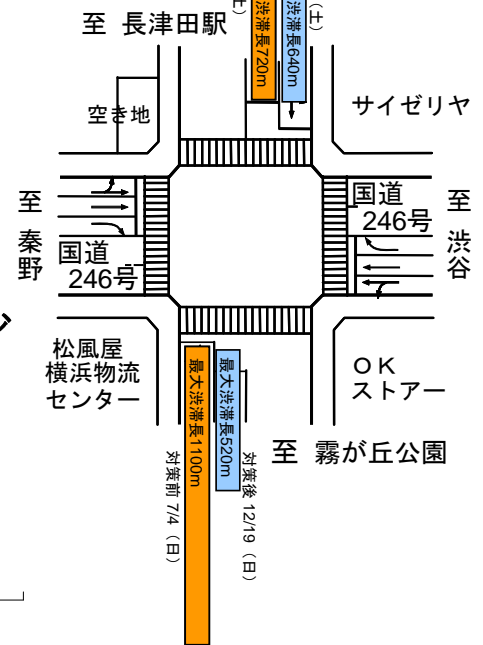 至 長津田駅
(土)
渋滞長640m
渋滞長720m
空き地
サイゼリヤ
至 秦野
国道
246号
国道
246号
至 渋谷
松風屋
横浜物流
センター
OK
ストアー
至 霧が丘公園
最大渋滞長1100m
最大渋滞長520m
対策前 7/4 (日)
対策後 12/19 (日)